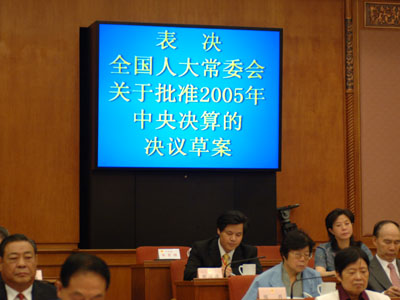 表 决
全国人大常委会
关于批准2005年
中央决算的
决议草案